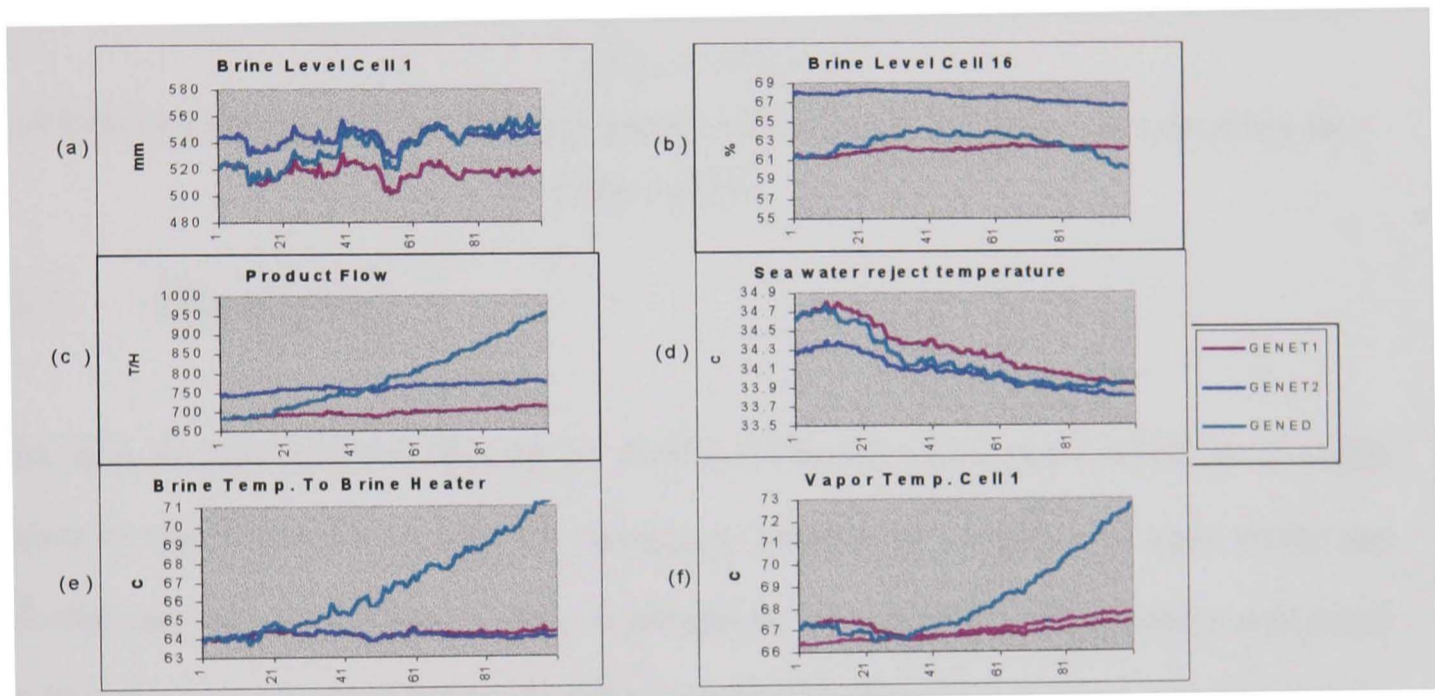 Brine Level Cell 1
(a)
mm
580
560
540
520
500
480
1 21 41 61 81
Brine Level Cell 16
(b)
%
69
67
65
63
61
59
57
55
1 21 41 61 81
Product Flow
(c)
T/H
1000
950
900
850
800
750
700
650
1 21 41 61 81
Sea water reject temperature
(d)
c
34.9
34.7
34.5
34.3
34.1
33.9
33.7
33.5
1 21 41 61 81
GENET1
GENET2
GENED
Brine Temp. To Brine Heater
(e)
C
71
70
69
68
67
66
65
64
63
1 21 41 61 81
Vapor Temp. Cell 1
(f)
C
73
72
71
70
69
68
67
66
1 21 41 61 81